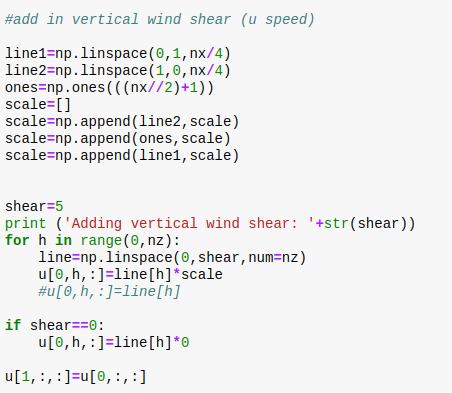 #add in vertical wind shear (u speed)

line1=np.linspace(0,1,nx/4)
line2=np.linspace(1,0,nx/4)
ones=np.ones(((nx//2)+1))
scale=[]
scale=np.append(line2,scale)
scale=np.append(ones,scale)
scale=np.append(line1,scale)


shear=5
print ('Adding vertical wind shear: '+str(shear))
for h in range(0,nz):
    line=np.linspace(0,shear,num=nz)
    u[0,h,:]=line[h]*scale
    #u[0,h,:]=line[h]

if shear==0:
    u[0,h,:]=line[h]*0

u[1,:,:]=u[0,:,:]